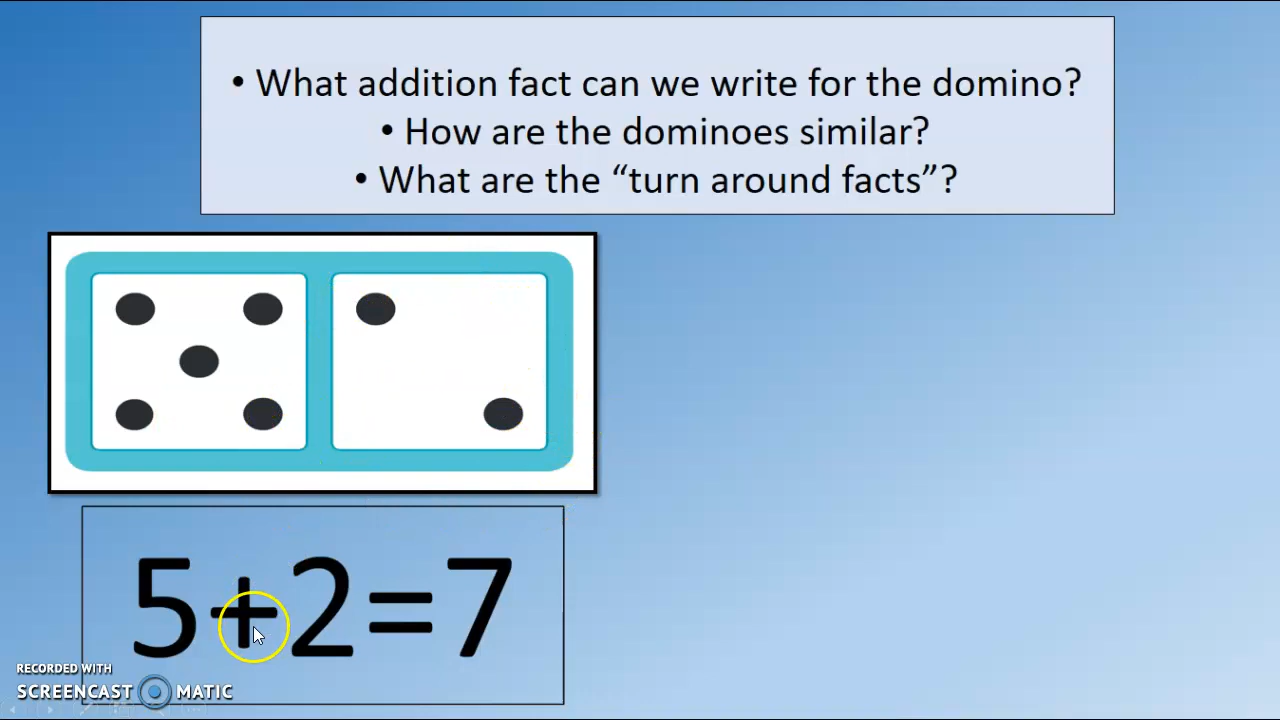 • What addition fact can we write for the domino?
• How are the dominoes similar?
• What are the “turn around facts”?
5+2=7
RECORDED WITH
SCREENCAST MATIC